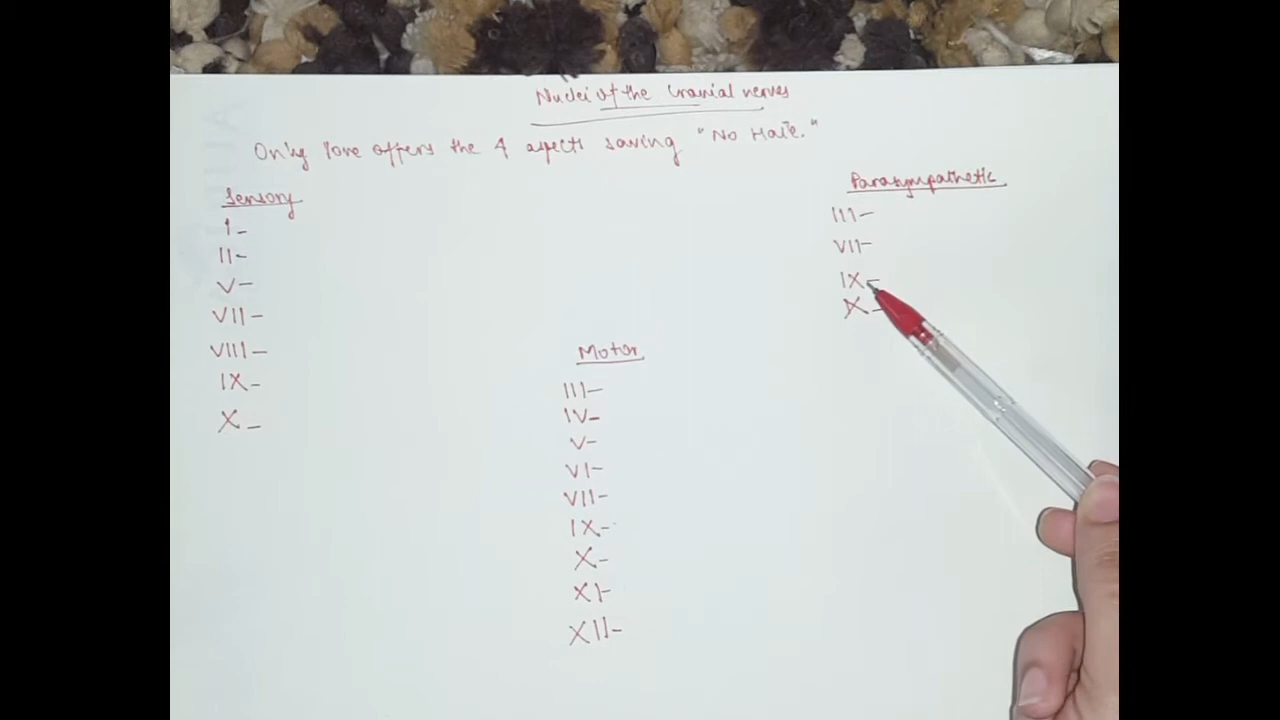 Nuclei of the Cranial nerves
Only love offers the 4 aspects saving "No Hate."
Sensory
I -
II -
V -
VII -
VIII -
IX -
X -
Motor
III -
IV -
V -
VI -
VII -
IX -
X -
XI -
XII -
Parasympathetic
III -
VII -
IX -
X -